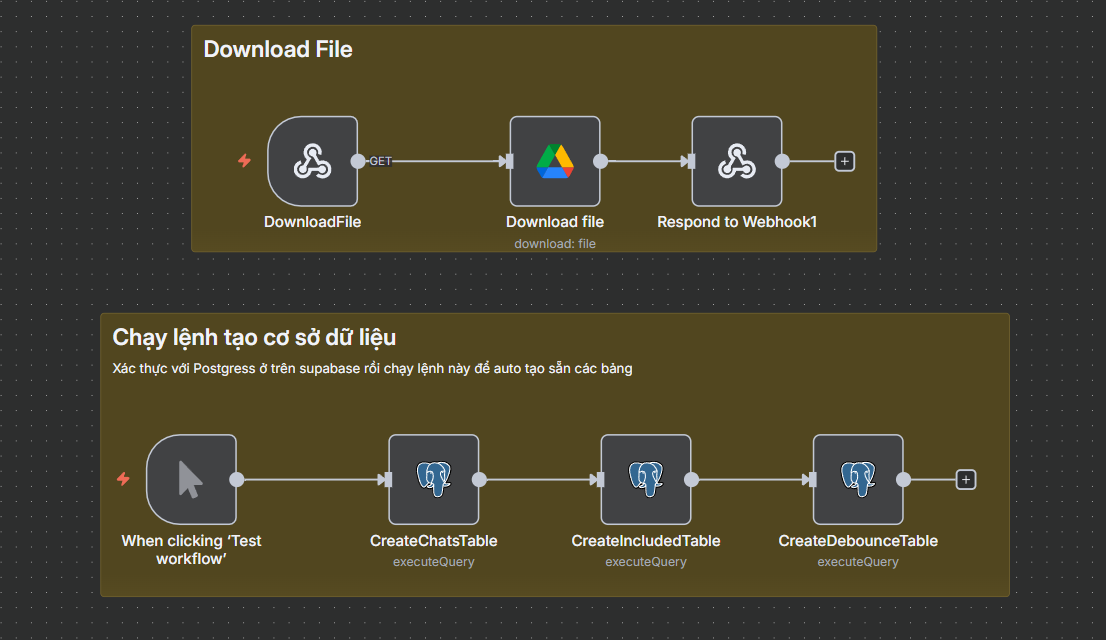 Download File
GET
DownloadFile
Download file
Respond to Webhook1
download: file
Chạy lệnh tạo cơ sở dữ liệu
Xác thực với Postgress ở trên supabase rồi chạy lệnh này để auto tạo sẵn các bảng
When clicking ‘Test
workflow’
CreateChatsTable
executeQuery
CreateIncludedTable
executeQuery
CreateDebounceTable
executeQuery